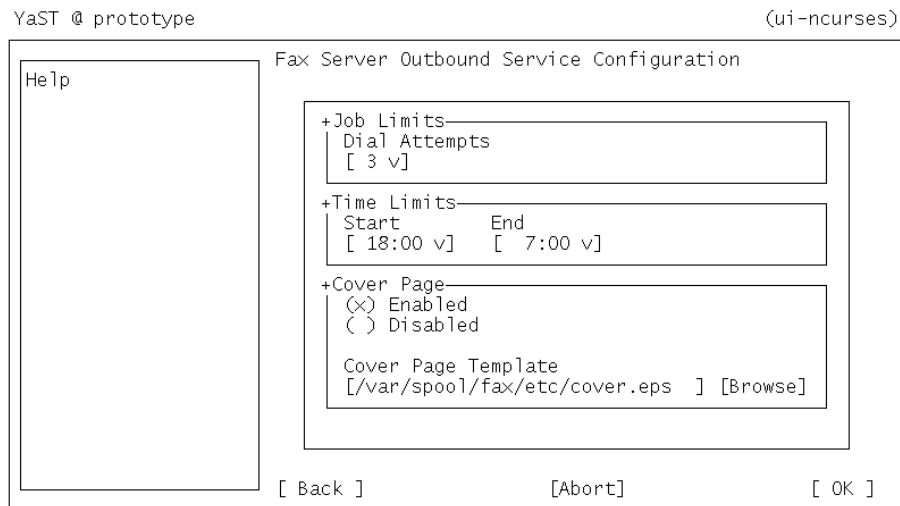 YaST @ prototype (ui-ncurses)
Fax Server Outbound Service Configuration
Help
+Job Limits
Dial Attempts
[ 3 v]
+Time Limits
Start End
[ 18:00 v] [ 7:00 v]
+Cover Page
(x) Enabled
( ) Disabled
Cover Page Template
[/var/spool/fax/etc/cover.eps ] [Browse]
[ Back ] [Abort] [ OK ]